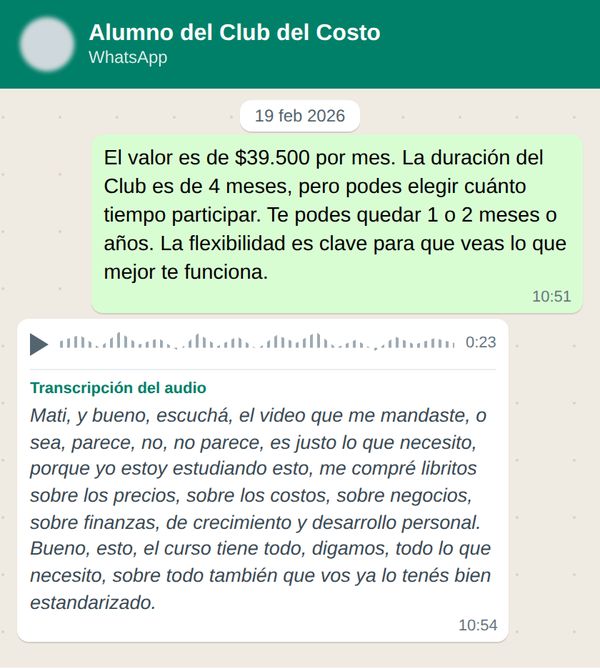 Alumno del Club del Costo
WhatsApp
19 feb 2026
El valor es de $39.500 por mes. La duración del
Club es de 4 meses, pero podes elegir cuánto
tiempo participar. Te podes quedar 1 o 2 meses o
años. La flexibilidad es clave para que veas lo que
mejor te funciona.
10:51
0:23
Transcripción del audio
Mati, y bueno, escuchá, el video que me mandaste, o
sea, parece, no, no parece, es justo lo que necesito,
porque yo estoy estudiando esto, me compré libritos
sobre los precios, sobre los costos, sobre negocios,
sobre finanzas, de crecimiento y desarrollo personal.
Bueno, esto, el curso tiene todo, digamos, todo lo que
necesito, sobre todo también que vos ya lo tenés bien
estandarizado.
10:54